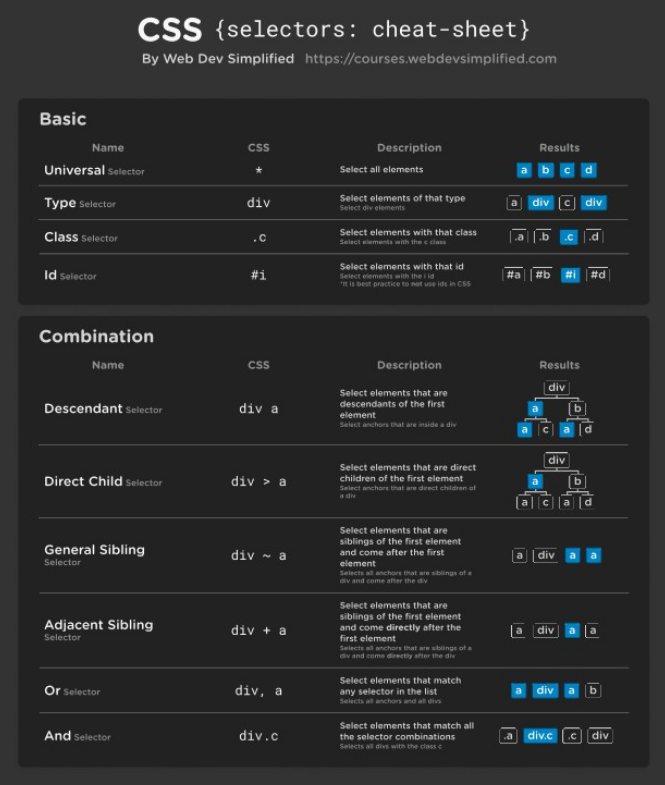 CSS {selectors: cheat-sheet}
By Web Dev Simplified https://courses.webdevsimplified.com
Basic
Name CSS Description Results
Universal Selector * Select all elements a b c d
Type Selector div Select elements of that type a div c div
Select div elements
Class Selector .c Select elements with that class .a .b .c .d
Select elements with the c class
Id Selector #i Select elements with that id #a #b #i #d
Select elements with the i id
*It is best practice to not use ids in CSS
Combination
Name CSS Description Results
Descendant Selector div a Select elements that are
descendants of the first
element
Select anchors that are inside a div
div
a b
a c a d
Direct Child Selector div > a Select elements that are direct
children of the first element
Select anchors that are direct children of
a div
div
a b
a c a d
General Sibling
Selector
div ~ a
Select elements that are
siblings of the first element
and come after the first
element
Selects all anchors that are siblings of a
div and come after the div
a div a a
Adjacent Sibling
Selector
div + a
Select elements that are
siblings of the first element
and come directly after the
first element
Selects all anchors that are siblings of a
div and come directly after the div
a div a a
Or Selector div, a Select elements that match
any selector in the list
Selects all anchors and all divs
a div a b
And Selector div.c Select elements that match all
the selector combinations
Selects all divs with the class c
.a div.c .c div